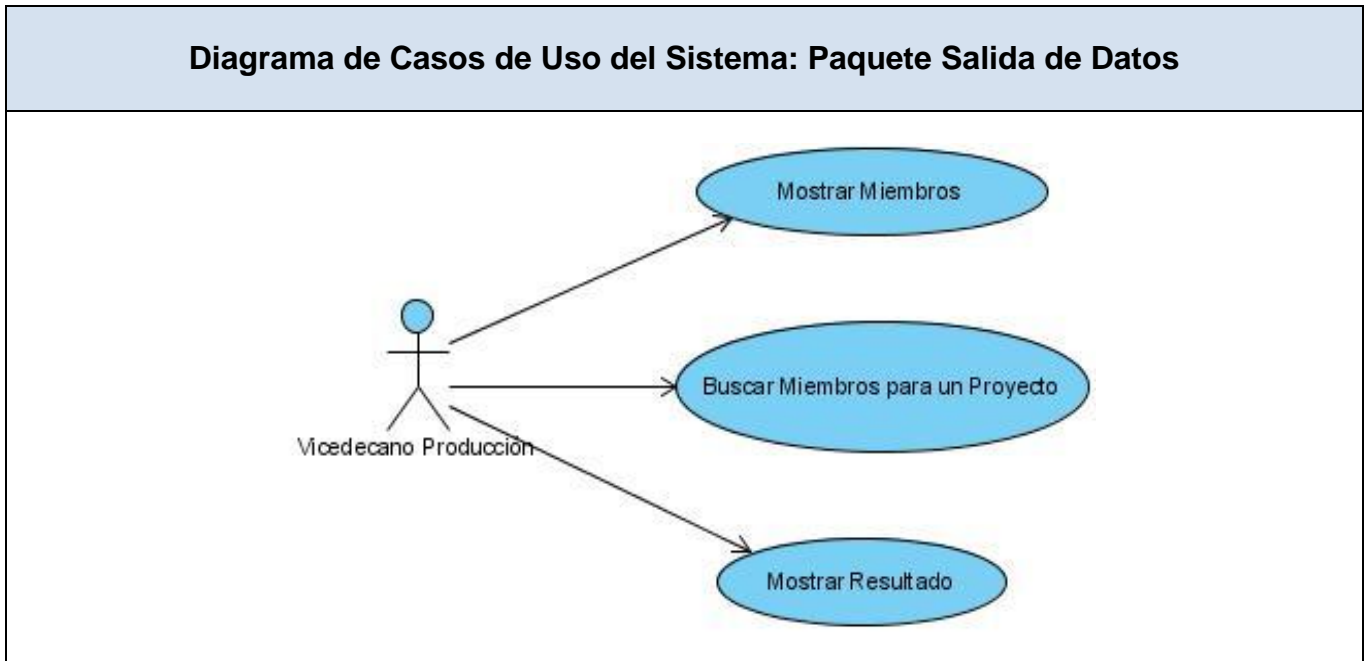 Diagrama de Casos de Uso del Sistema: Paquete Salida de Datos
Mostrar Miembros
Buscar Miembros para un Proyecto
Vicedecano Producción
Mostrar Resultado